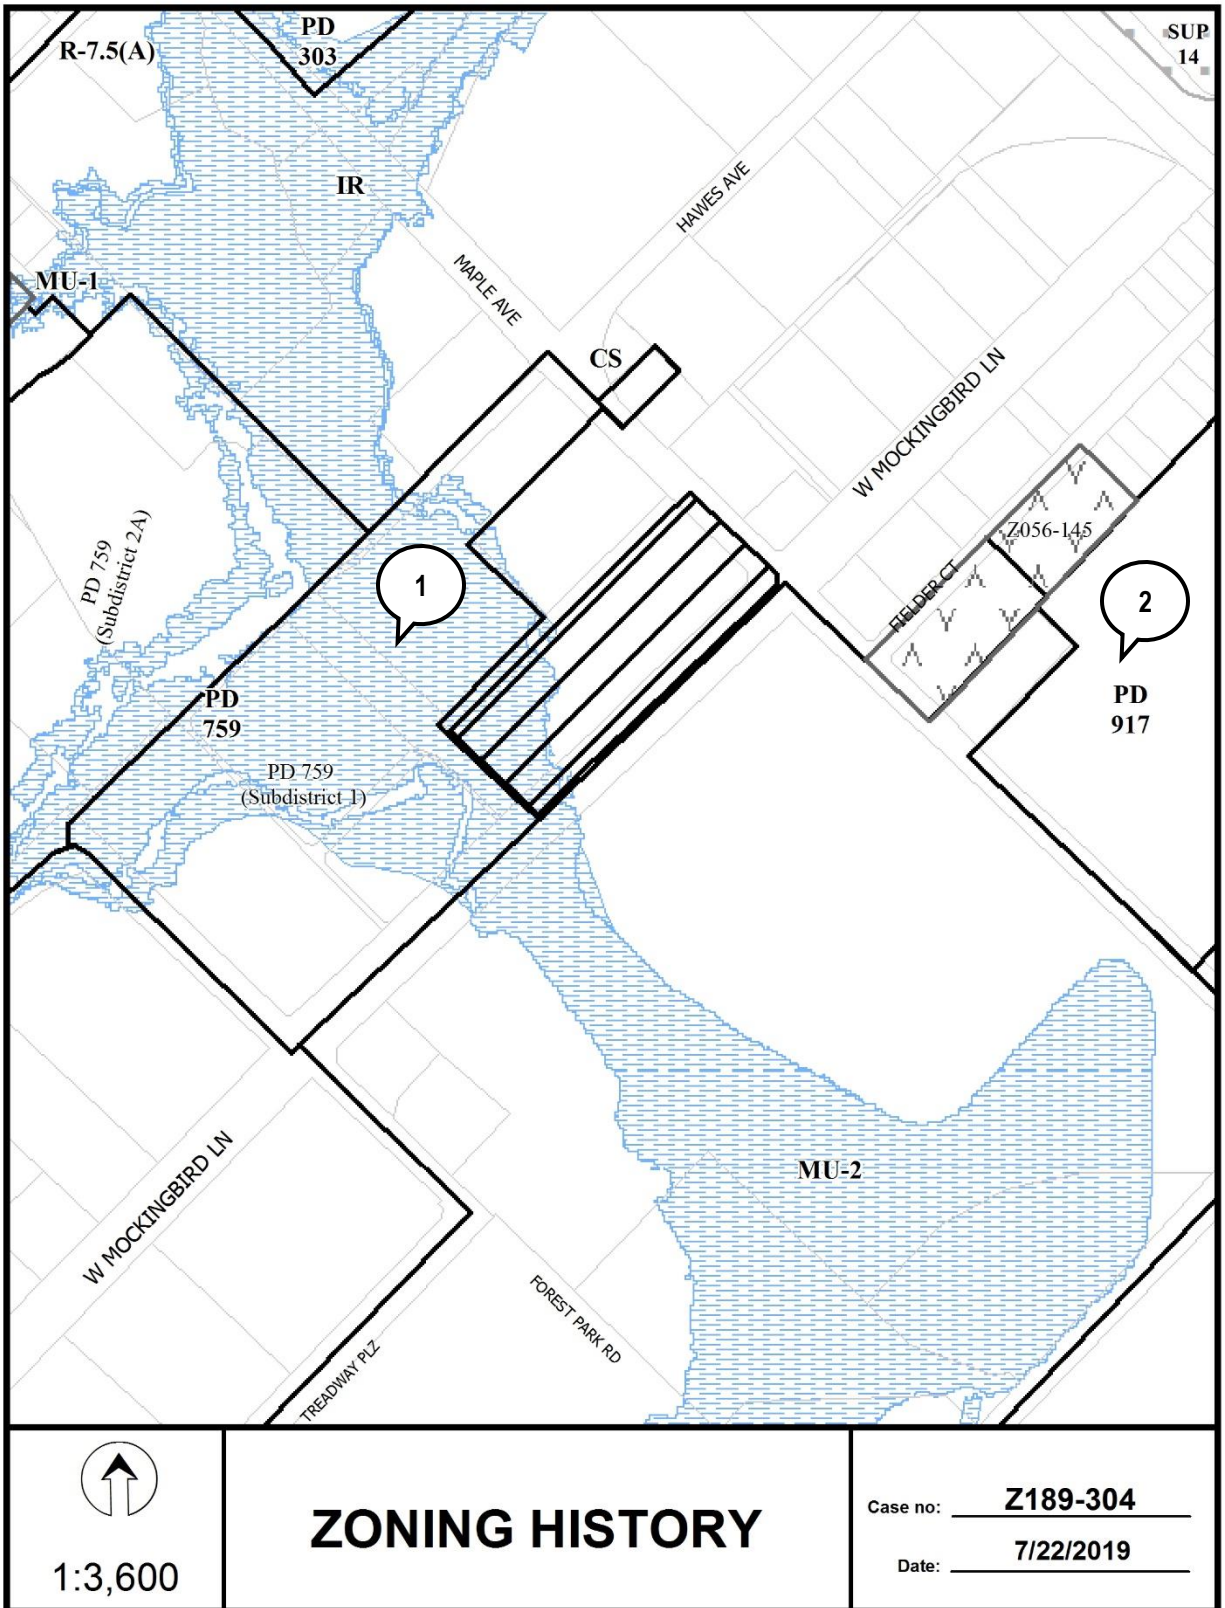 R-7.5(A)
PD
303
SUP
14
IR
HAWES AVE
MU-1
MAPLE AVE
CS
W MOCKINGBIRD LN
Z056-145
PD 759
(Subdistrict 2A)
1
FIELDER CT
2
PD
759
PD
917
PD 759
(Subdistrict 1)
MU-2
W MOCKINGBIRD LN
FOREST PARK RD
TREADWAY PLZ
1:3,600
ZONING HISTORY
Case no: Z189-304
Date: 7/22/2019